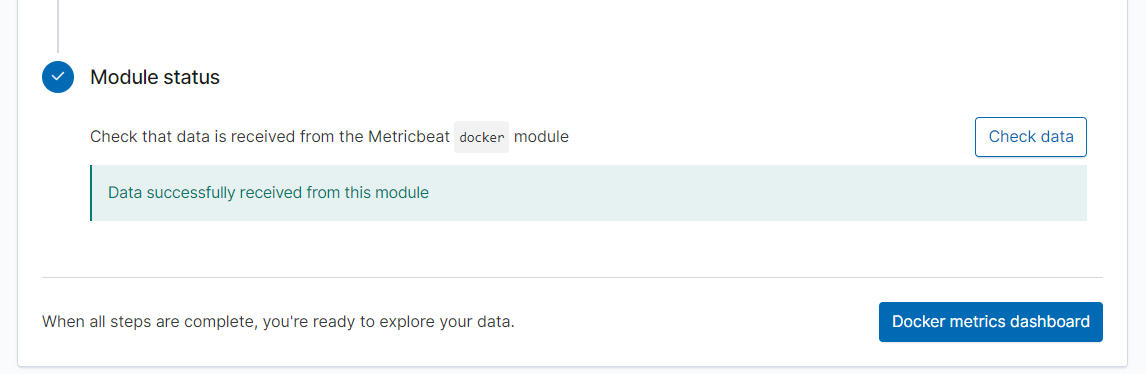 Module status
Check that data is received from the Metricbeat docker module
Check data
Data successfully received from this module
When all steps are complete, you're ready to explore your data.
Docker metrics dashboard